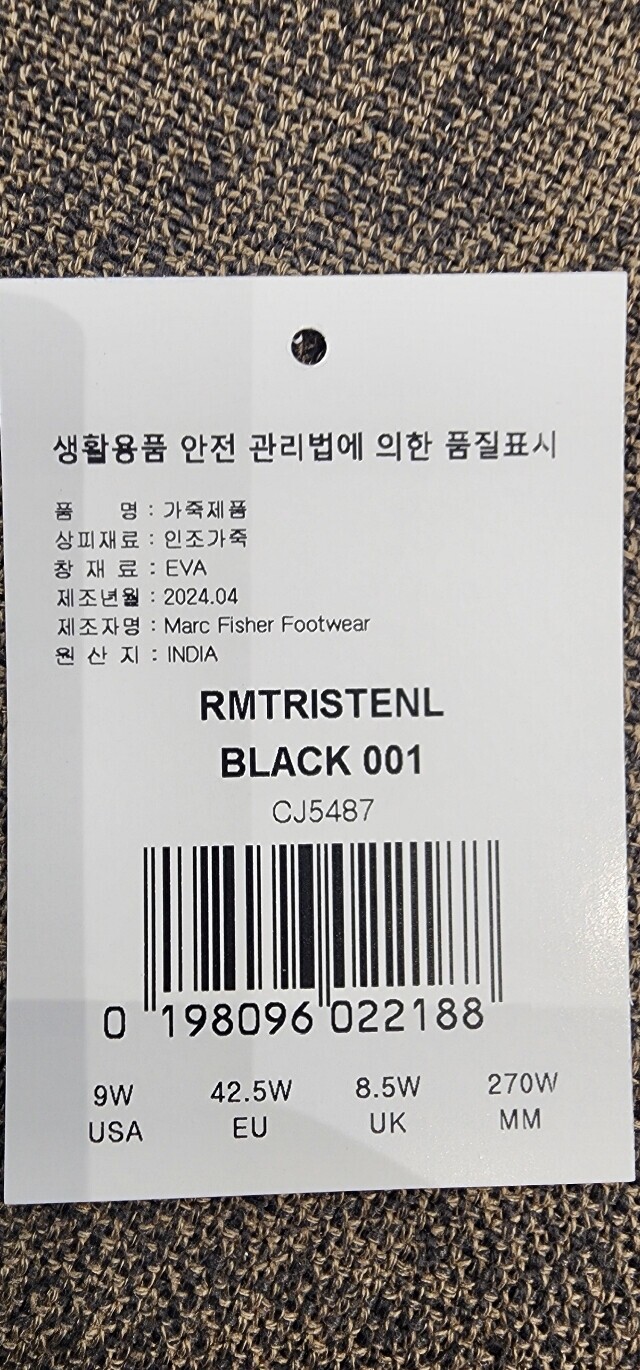 생활용품 안전 관리법에 의한 품질표시
품 명 : 가죽제품
상피재료 : 인조가죽
창 재 료 : EVA
제조년월 : 2024.04
제조자명 : Marc Fisher Footwear
원 산 지 : INDIA
RMTRISTENL
BLACK 001
CJ5487
0 198096 022188
9W 42.5W 8.5W 270W
USA EU UK MM